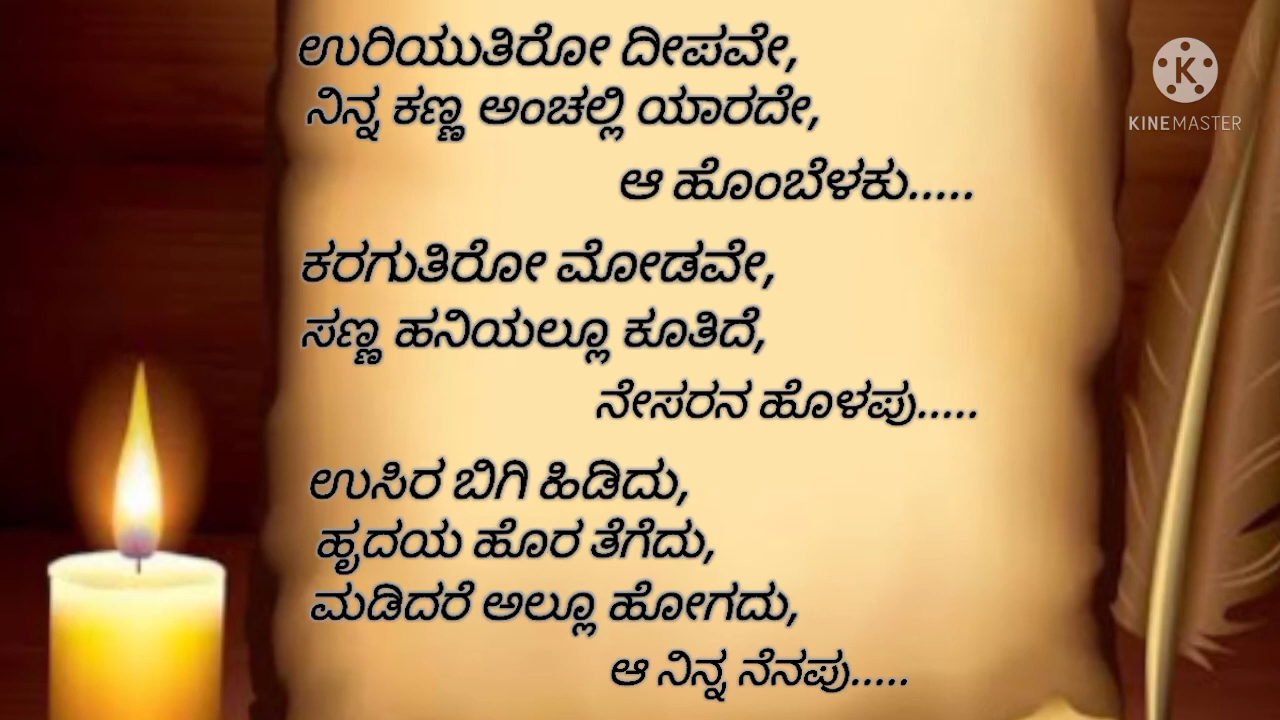 ಉರಿಯುತಿರೋ ದೀಪವೇ,
ನಿನ್ನ ಕಣ್ಣ ಅಂಚಲ್ಲಿ ಯಾರದೇ,
ಆ ಹೊಂಬೆಳಕು.....
ಕರಗುತಿರೋ ಮೋಡವೇ,
ಸಣ್ಣ ಹನಿಯಲ್ಲೂ ಕೂತಿದೆ,
ನೇಸರನ ಹೊಳಪು.....
ಉಸಿರ ಬಿಗಿ ಹಿಡಿದು,
ಹೃದಯ ಹೊರ ತೆಗೆದು,
ಮಡಿದರೆ ಅಲ್ಲೂ ಹೋಗದು,
ಆ ನಿನ್ನ ನೆನಪು.....
K
KINEMASTER